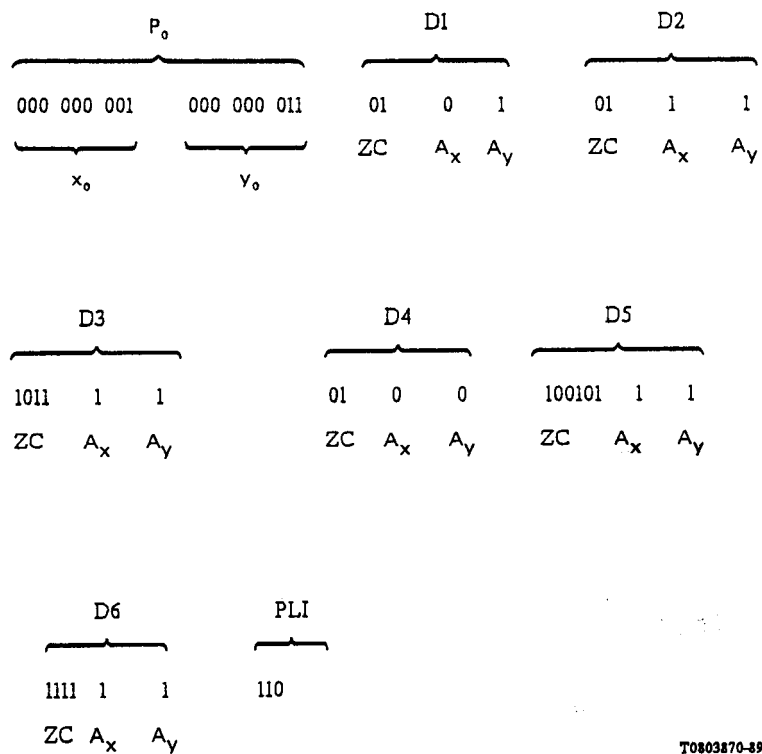 P₀ D1 D2
000 000 001 000 000 011 01 0 1 01 1 1
ZC Aₓ Aᵧ ZC Aₓ Aᵧ
x₀ y₀
D3 D4 D5
1011 1 1 01 0 0 100101 1 1
ZC Aₓ Aᵧ ZC Aₓ Aᵧ ZC Aₓ Aᵧ
D6 PLI
1111 1 1 110
ZC Aₓ Aᵧ
T0803870-89